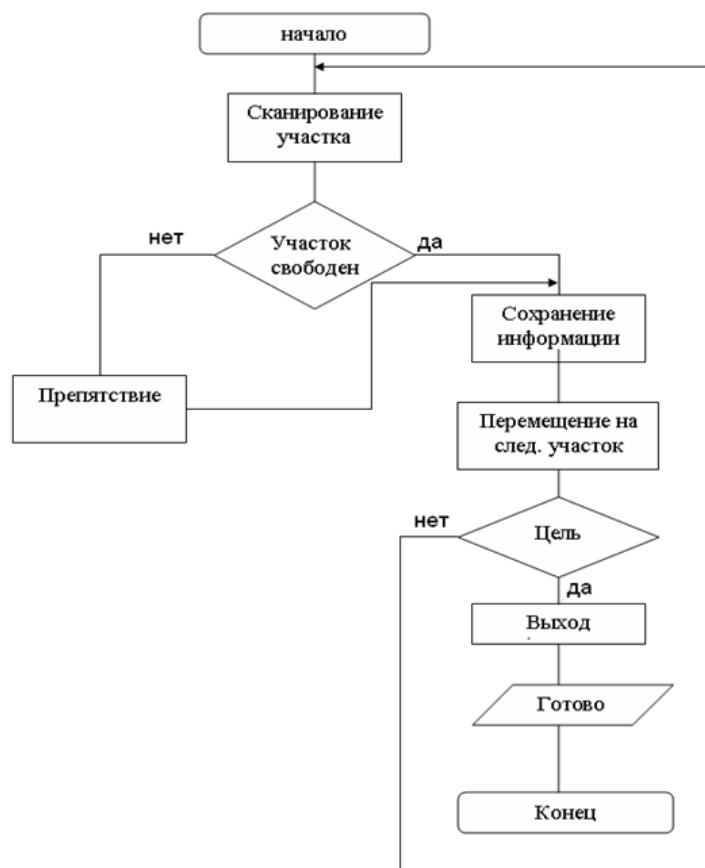 начало
Сканирование
участка
нет
Участок
свободен
да
Сохранение
информации
Препятствие
Перемещение на
след. участок
нет
Цель
да
Выход
Готово
Конец